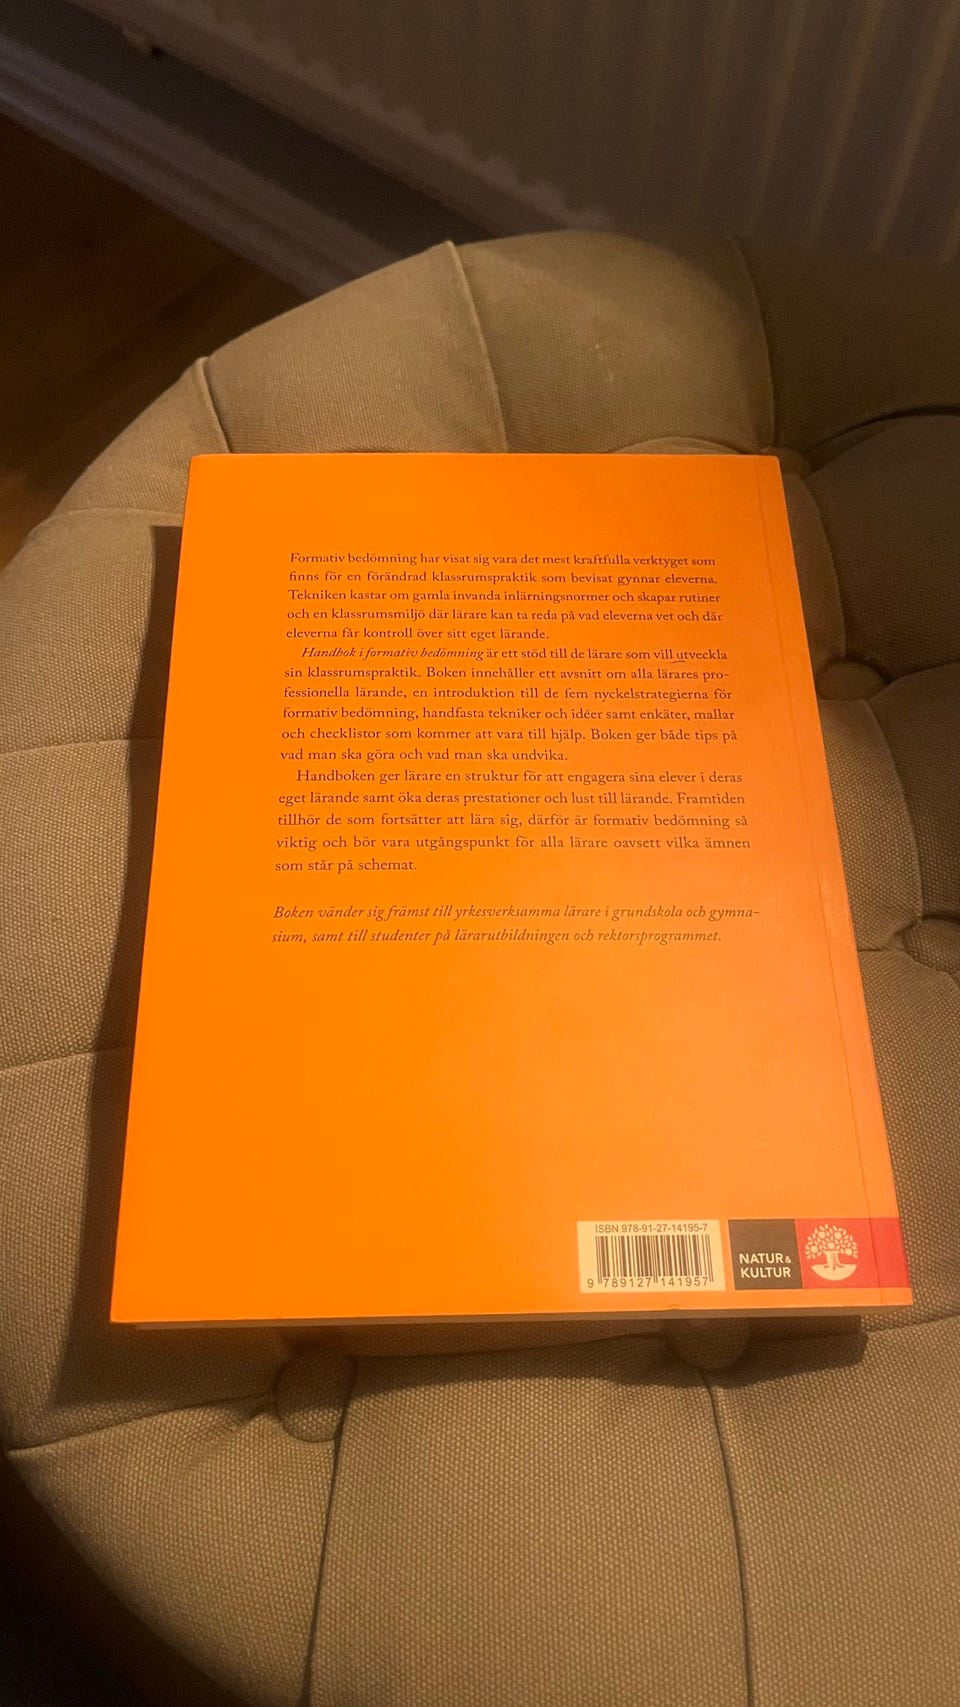 Formativ bedömning har visat sig vara det mest kraftfulla verktyget som
finns för en förändrad klassrumspraktik som bevisat gynnar eleverna.
Tekniken kastar om gamla invanda inlärningsnormer och skapar rutiner
och en klassrumsmiljö där lärare kan ta reda på vad eleverna vet och där
eleverna får kontroll över sitt eget lärande.
Handbok i formativ bedömning är ett stöd till de lärare som vill utveckla
sin klassrumspraktik. Boken innehåller ett avsnitt om alla lärares pro-
fessionella lärande, en introduktion till de fem nyckelstrategierna för
formativ bedömning, handfasta tekniker och idéer samt enkäter, mallar
och checklistor som kommer att vara till hjälp. Boken ger både tips på
vad man ska göra och vad man ska undvika.
Handboken ger lärare en struktur för att engagera sina elever i deras
eget lärande samt öka deras prestationer och lust till lärande. Framtiden
tillhör de som fortsätter att lära sig, därför är formativ bedömning så
viktig och bör vara utgångspunkt för alla lärare oavsett vilka ämnen
som står på schemat.
Boken vänder sig främst till yrkesverksamma lärare i grundskola och gymna-
sium, samt till studenter på lärarutbildningen och rektorsprogrammet.
ISBN 978-91-27-14195-7
9 789127 141957
NATUR &
KULTUR